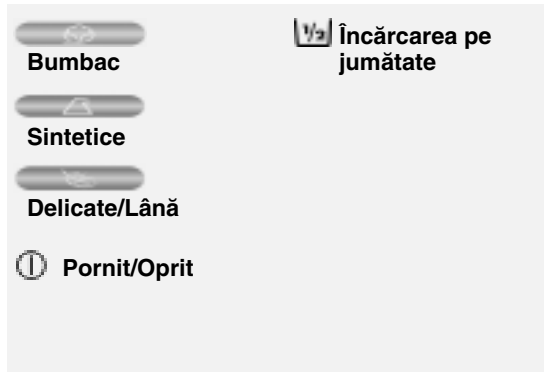 Bumbac
Sintetice
Delicate/Lână
Pornit/Oprit
1/2 Încărcarea pe
jumătate